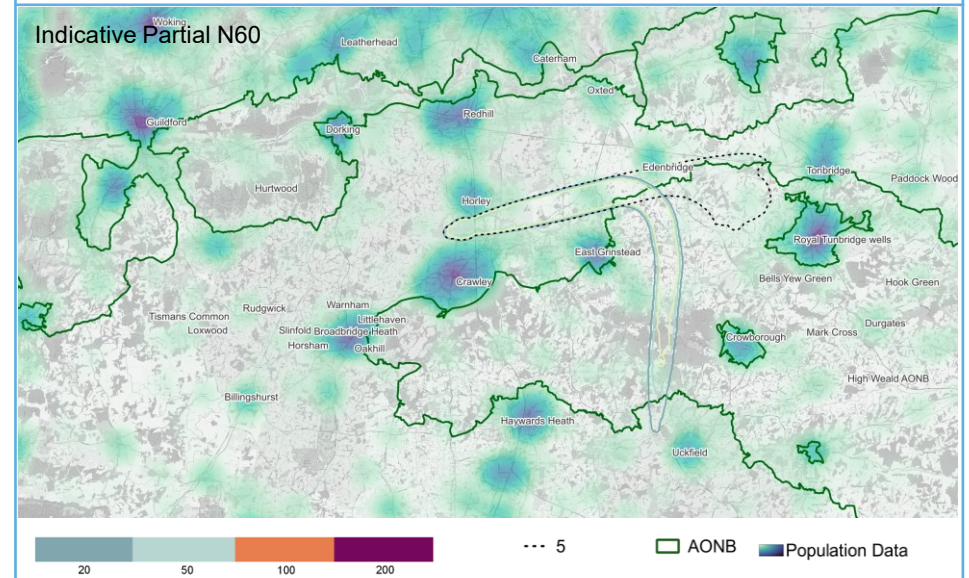 Woking
Indicative Partial N60
Leatherhead
Caterham
Oxted
Guildford
Redhill
Dorking
Edenbridge
Tonbridge
Paddock Wood
Hurtwood
Horley
Royal Tunbridge wells
East Grinstead
Crawley
Bells Yew Green
Hook Green
Warnham
Rudgwick
Tismans Common
Littlehaven
Loxwood
Slinfold Broadbridge Heath
Horsham
Oakhill
Crowborough
Mark Cross
Durgates
High Weald AONB
Billingshurst
Haywards Heath
Uckfield
5
AONB
Population Data
20 50 100 200